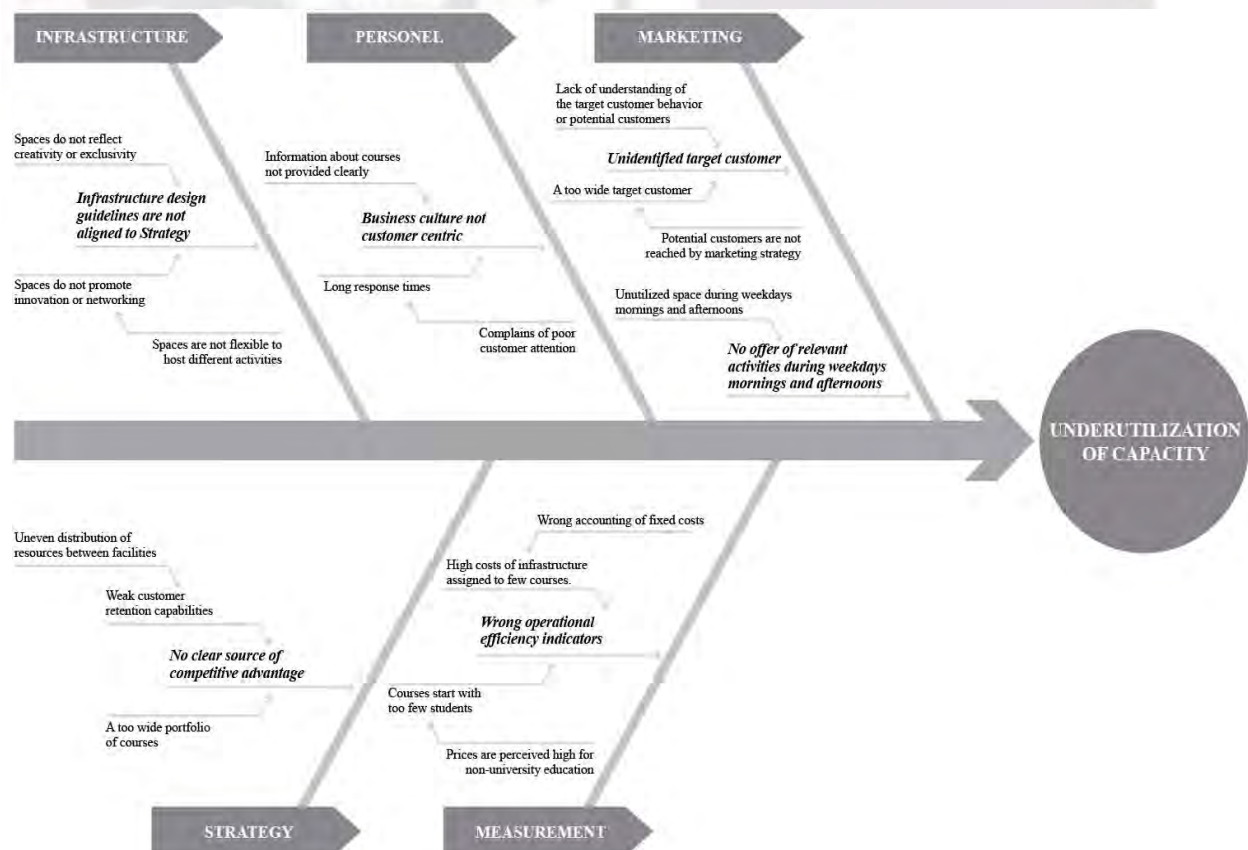 INFRASTRUCTURE
PERSONEL
MARKETING
Spaces do not reflect
creativity or exclusivity
Infrastructure design
guidelines are not
aligned to Strategy
Spaces do not promote
innovation or networking
Spaces are not flexible to
host different activities
Information about courses
not provided clearly
Business culture not
customer centric
Long response times
Complains of poor
customer attention
Lack of understanding of
the target customer behavior
or potential customers
Unidentified target customer
A too wide target customer
Potential customers are not
reached by marketing strategy
Unutilized space during weekdays
mornings and afternoons
No offer of relevant
activities during weekdays
mornings and afternoons
UNDERUTILIZATION
OF CAPACITY
Uneven distribution of
resources between facilities
Weak customer
retention capabilities
No clear source of
competitive advantage
A too wide portfolio
of courses
Wrong accounting of fixed costs
High costs of infrastructure
assigned to few courses.
Wrong operational
efficiency indicators
Courses start with
too few students
Prices are perceived high for
non-university education
STRATEGY
MEASUREMENT